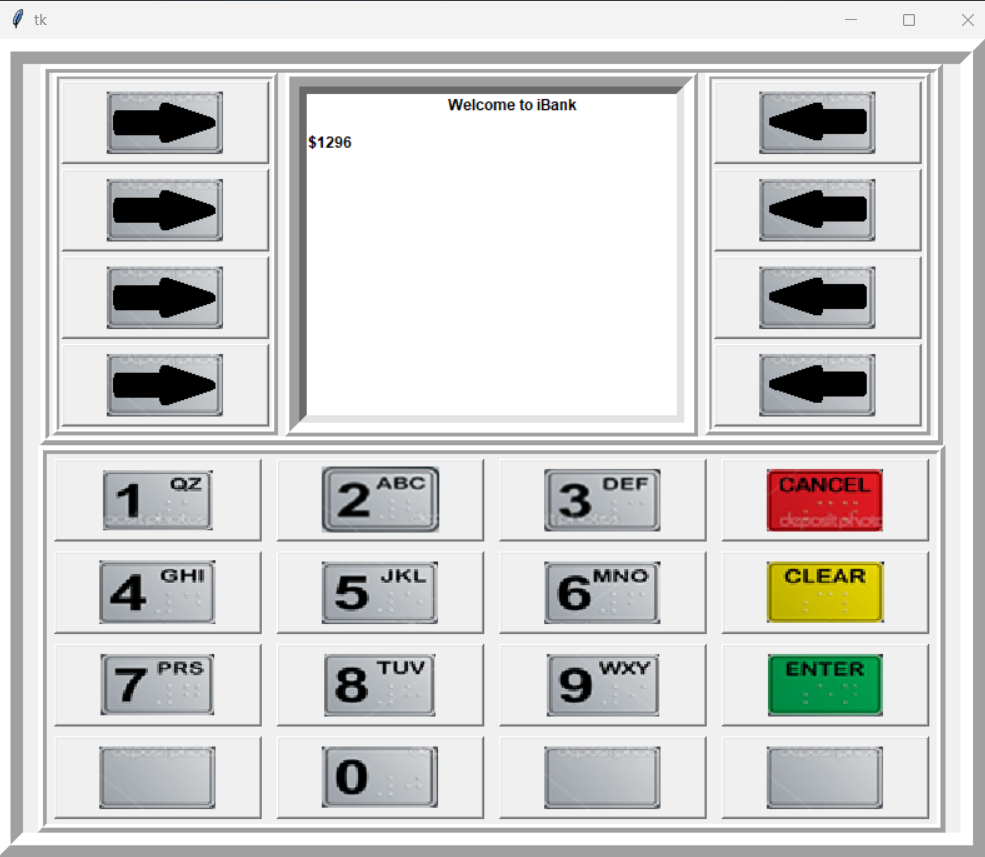 tk
Welcome to iBank
$1296
1 QZ
2 ABC
3 DEF
CANCEL
depositphoto
4 GHI
5 JKL
6 MNO
CLEAR
7 PRS
8 TUV
9 WXY
ENTER
0